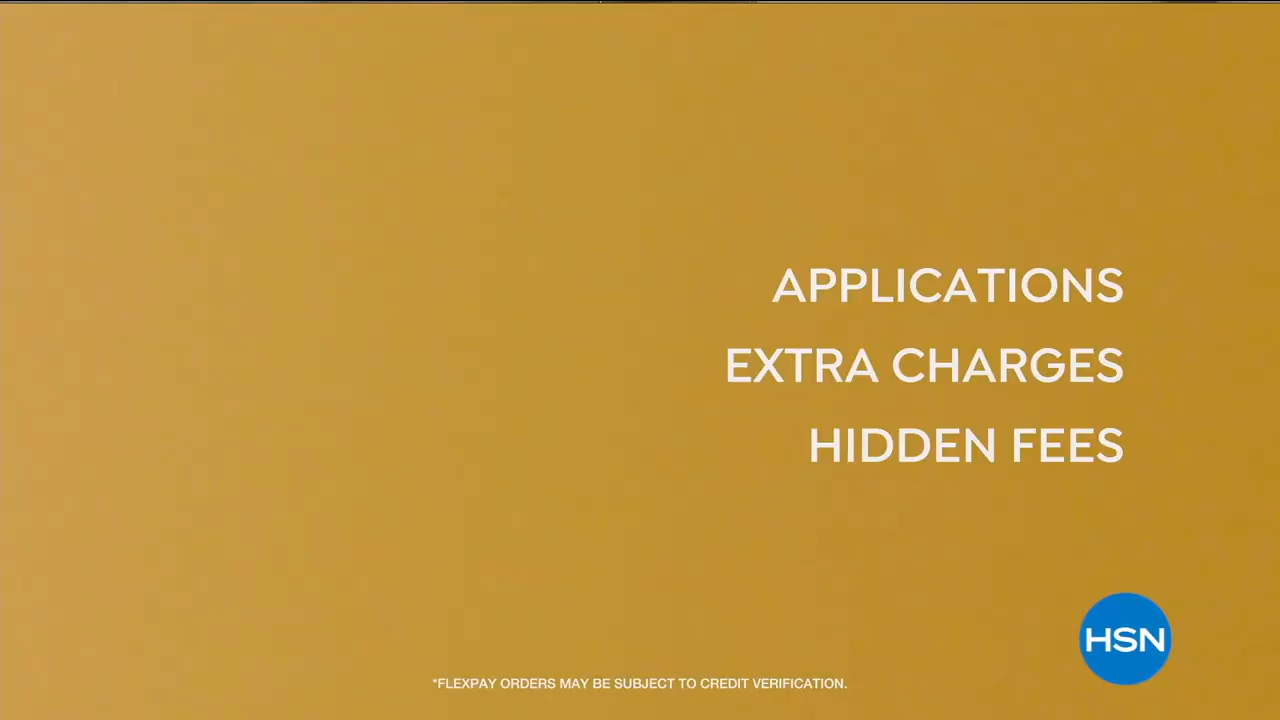 APPLICATIONS
EXTRA CHARGES
HIDDEN FEES
HSN
*FLEXPAY ORDERS MAY BE SUBJECT TO CREDIT VERIFICATION.